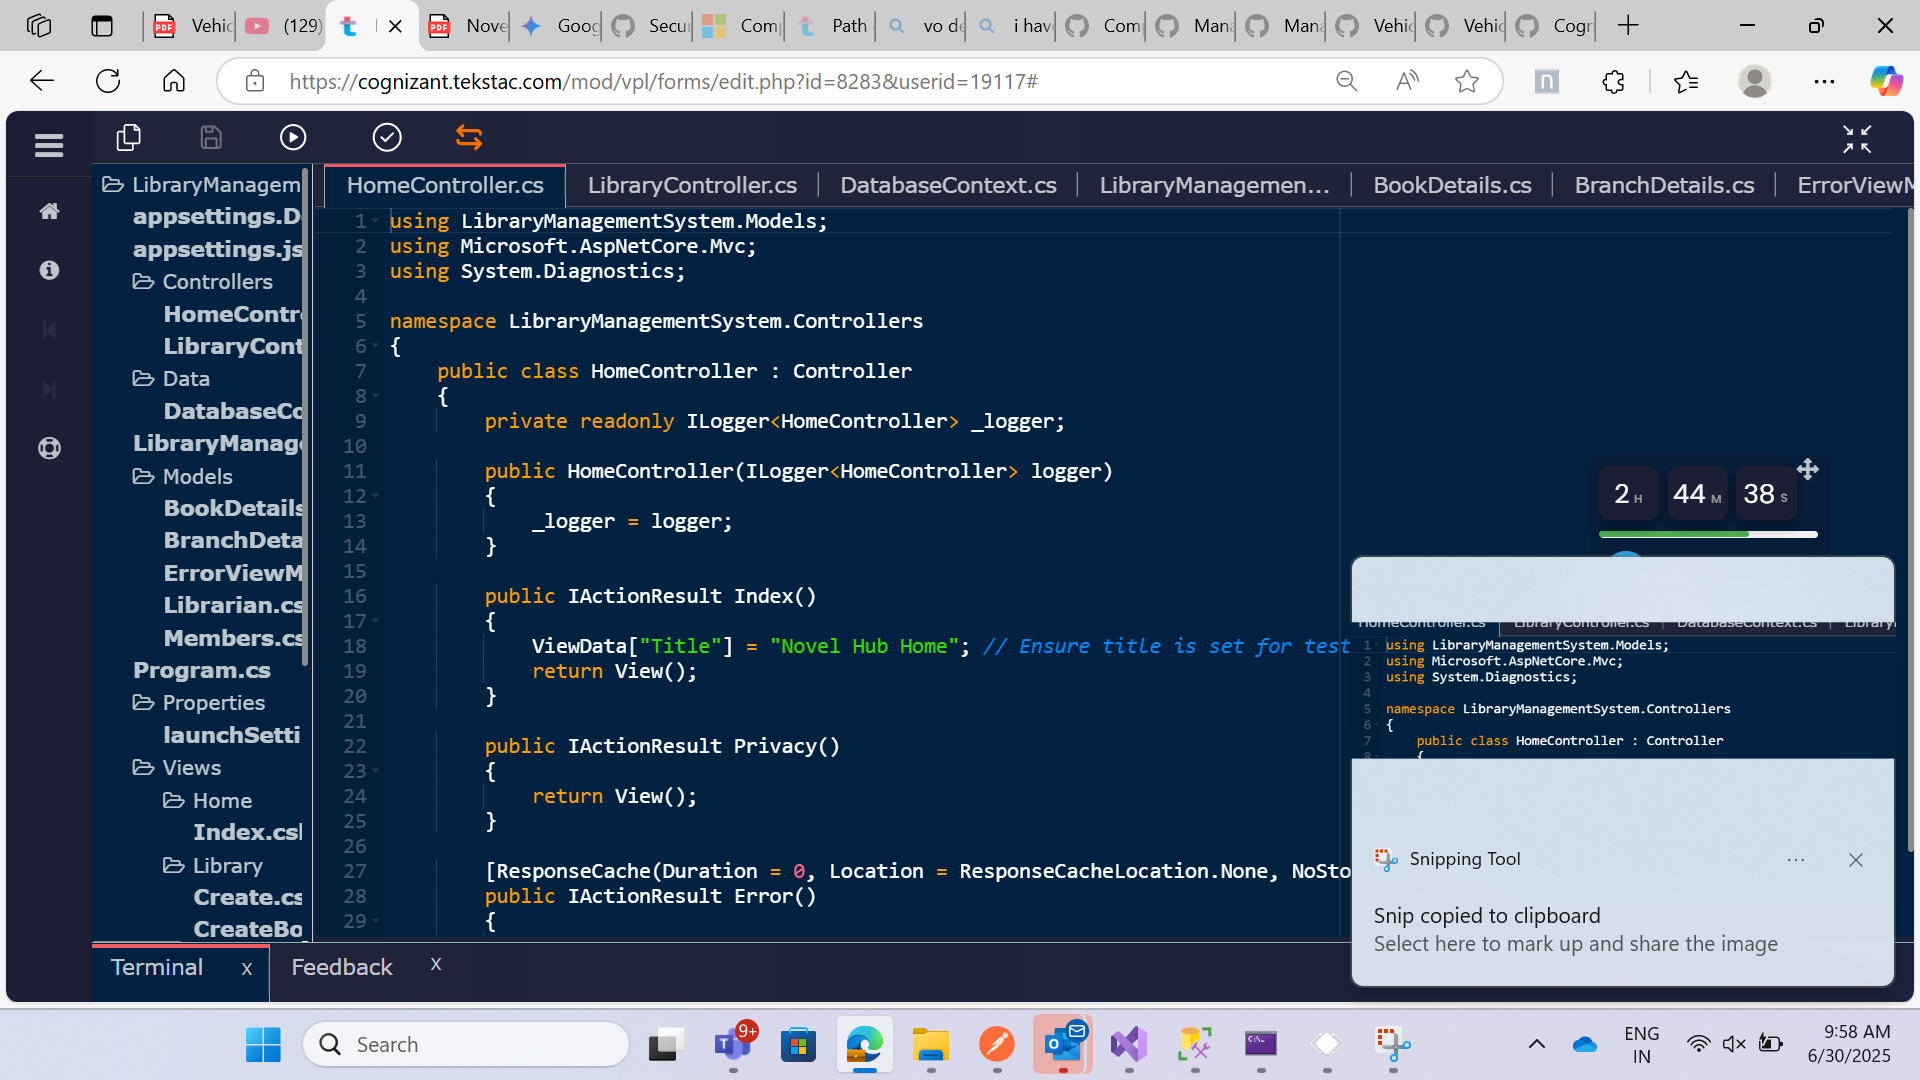 Vehic
(129)
Nove
Goog
Secur
Com
Path
vo de
i have
Com
Mana
Mana
Vehic
Vehic
Cogn
https://cognizant.tekstac.com/mod/vpl/forms/edit.php?id=8283&userid=19117#
LibraryManagem
appsettings.D
appsettings.js
Controllers
HomeContro
LibraryCont
Data
DatabaseCo
LibraryManage
Models
BookDetails
BranchDeta
ErrorViewM
Librarian.cs
Members.cs
Program.cs
Properties
launchSetti
Views
Home
Index.csl
Library
Create.cs
CreateBo
HomeController.cs
LibraryController.cs
DatabaseContext.cs
LibraryManagemen...
BookDetails.cs
BranchDetails.cs
ErrorViewM
1 using LibraryManagementSystem.Models;
2 using Microsoft.AspNetCore.Mvc;
3 using System.Diagnostics;
4
5 namespace LibraryManagementSystem.Controllers
6 {
7 public class HomeController : Controller
8 {
9 private readonly ILogger<HomeController> _logger;
10
11 public HomeController(ILogger<HomeController> logger)
12 {
13 _logger = logger;
14 }
15
16 public IActionResult Index()
17 {
18 ViewData["Title"] = "Novel Hub Home"; // Ensure title is set for test
19 return View();
20 }
21
22 public IActionResult Privacy()
23 {
24 return View();
25 }
26
27 [ResponseCache(Duration = 0, Location = ResponseCacheLocation.None, NoSto
28 public IActionResult Error()
29 {
2 H 44 M 38 S
HomeController.cs LibraryController.cs DatabaseContext.cs Library
1 using LibraryManagementSystem.Models;
2 using Microsoft.AspNetCore.Mvc;
3 using System.Diagnostics;
4
5 namespace LibraryManagementSystem.Controllers
6 {
7 public class HomeController : Controller
8 {
Snipping Tool
Snip copied to clipboard
Select here to mark up and share the image
Terminal x
Feedback x
Search
9+
ENG
IN
9:58 AM
6/30/2025